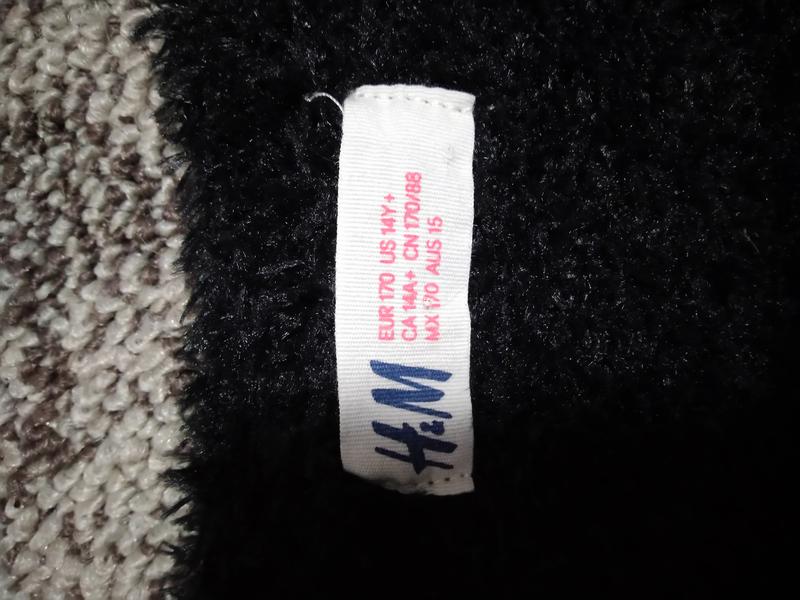 H&M
EUR 170 US 14Y+
CA 14A+ CN 170/88
MX 170 AUS 15